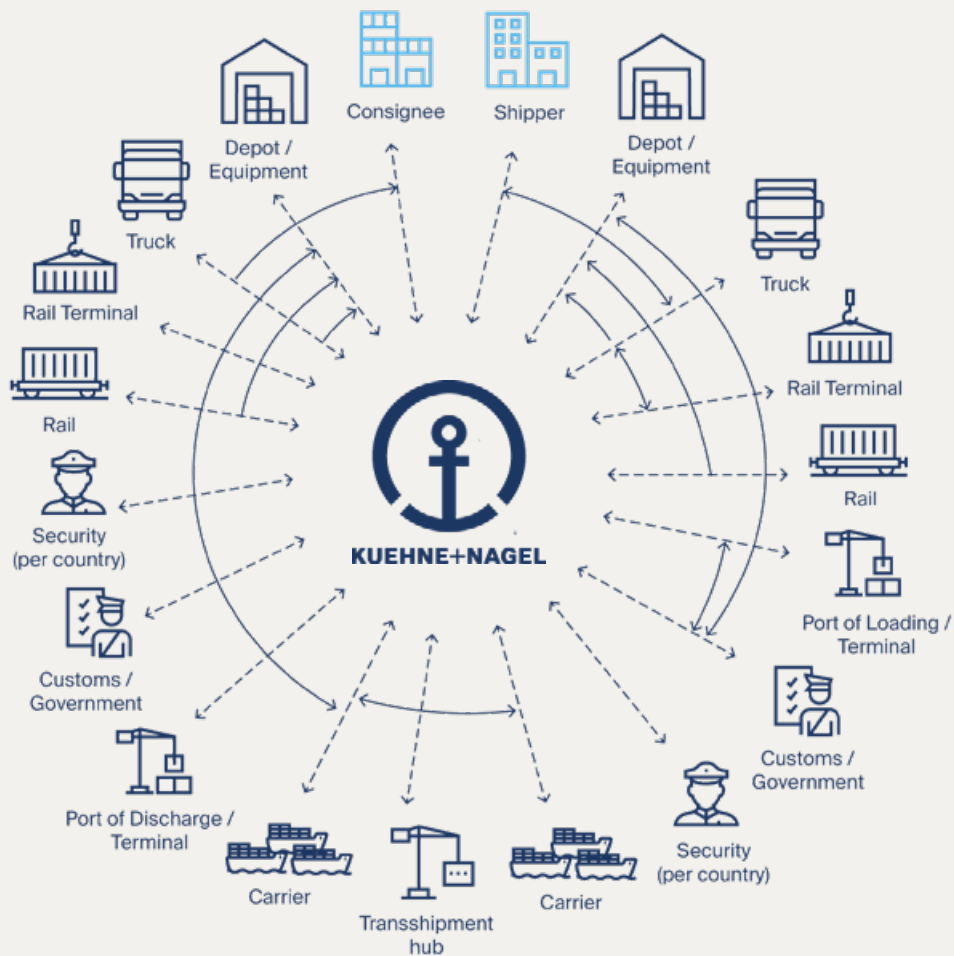 Consignee
Shipper
Depot /
Equipment
Depot /
Equipment
Truck
Truck
Rail Terminal
Rail Terminal
Rail
Rail
Security
(per country)
KUEHNE+NAGEL
Port of Loading /
Terminal
Customs /
Government
Customs /
Government
Port of Discharge /
Terminal
Security
(per country)
Carrier
Transshipment
hub
Carrier